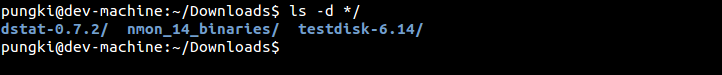 pungki@dev-machine:~/Downloads$ ls -d */
dstat-0.7.2/  nmon_14_binaries/  testdisk-6.14/
pungki@dev-machine:~/Downloads$